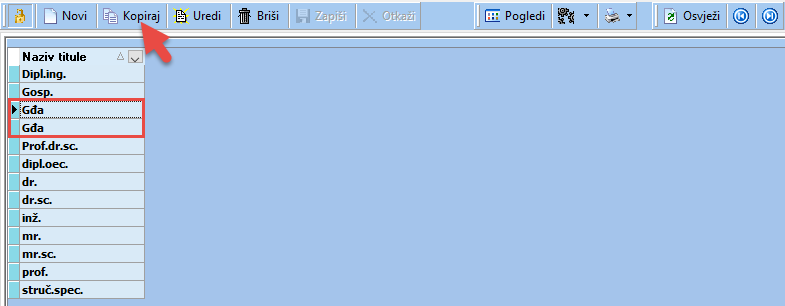 Novi Kopiraj Uredi Briši Zapiši Otkaži Pogledi Osvježi
Naziv titule
Dipl.ing.
Gosp.
Gđa
Gđa
Prof.dr.sc.
dipl.oec.
dr.
dr.sc.
inž.
mr.
mr.sc.
prof.
struč.spec.